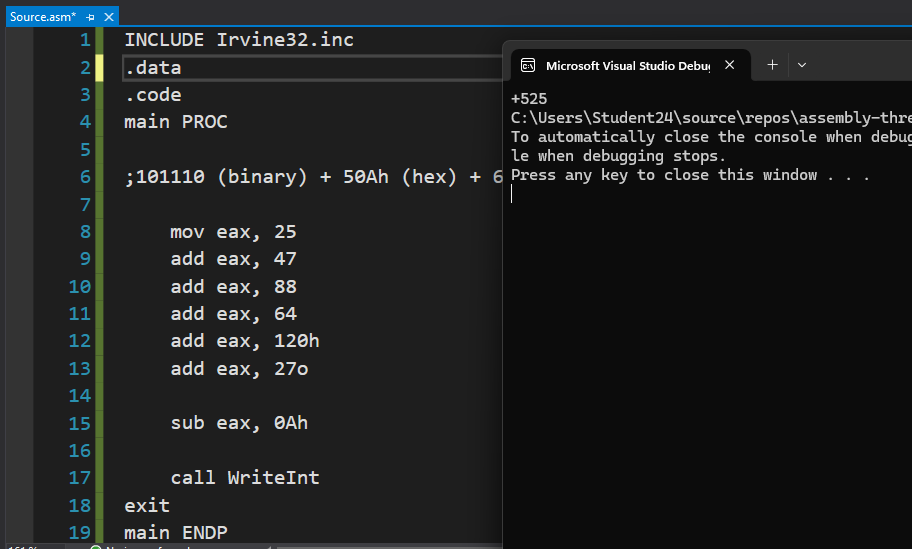 Source.asm*
1 INCLUDE Irvine32.inc
2 .data
3 .code
4 main PROC
5
6 ;101110 (binary) + 50Ah (hex) + 6
7
8 mov eax, 25
9 add eax, 47
10 add eax, 88
11 add eax, 64
12 add eax, 120h
13 add eax, 27o
14
15 sub eax, 0Ah
16
17 call WriteInt
18 exit
19 main ENDP
Microsoft Visual Studio Debu
+525
C:\Users\Student24\source\repos\assembly-thre
To automatically close the console when debug
le when debugging stops.
Press any key to close this window . . .